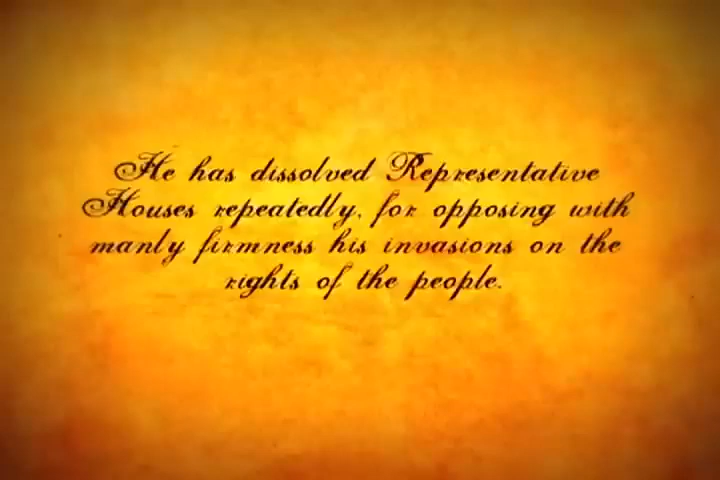 He has dissolved Representative
Houses repeatedly, for opposing with
manly firmness his invasions on the
rights of the people.